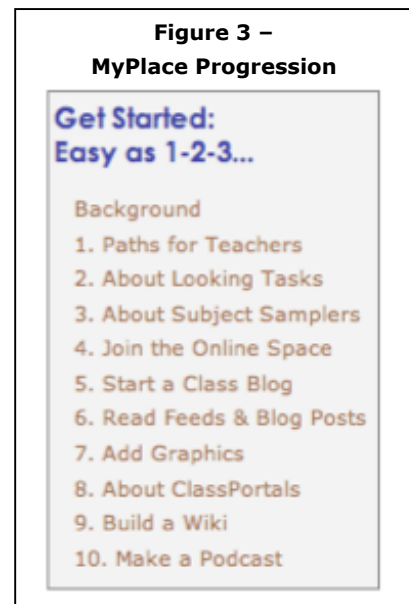 Figure 3 –
MyPlace Progression
Get Started:
Easy as 1-2-3...
Background
1. Paths for Teachers
2. About Looking Tasks
3. About Subject Samplers
4. Join the Online Space
5. Start a Class Blog
6. Read Feeds & Blog Posts
7. Add Graphics
8. About ClassPortals
9. Build a Wiki
10. Make a Podcast